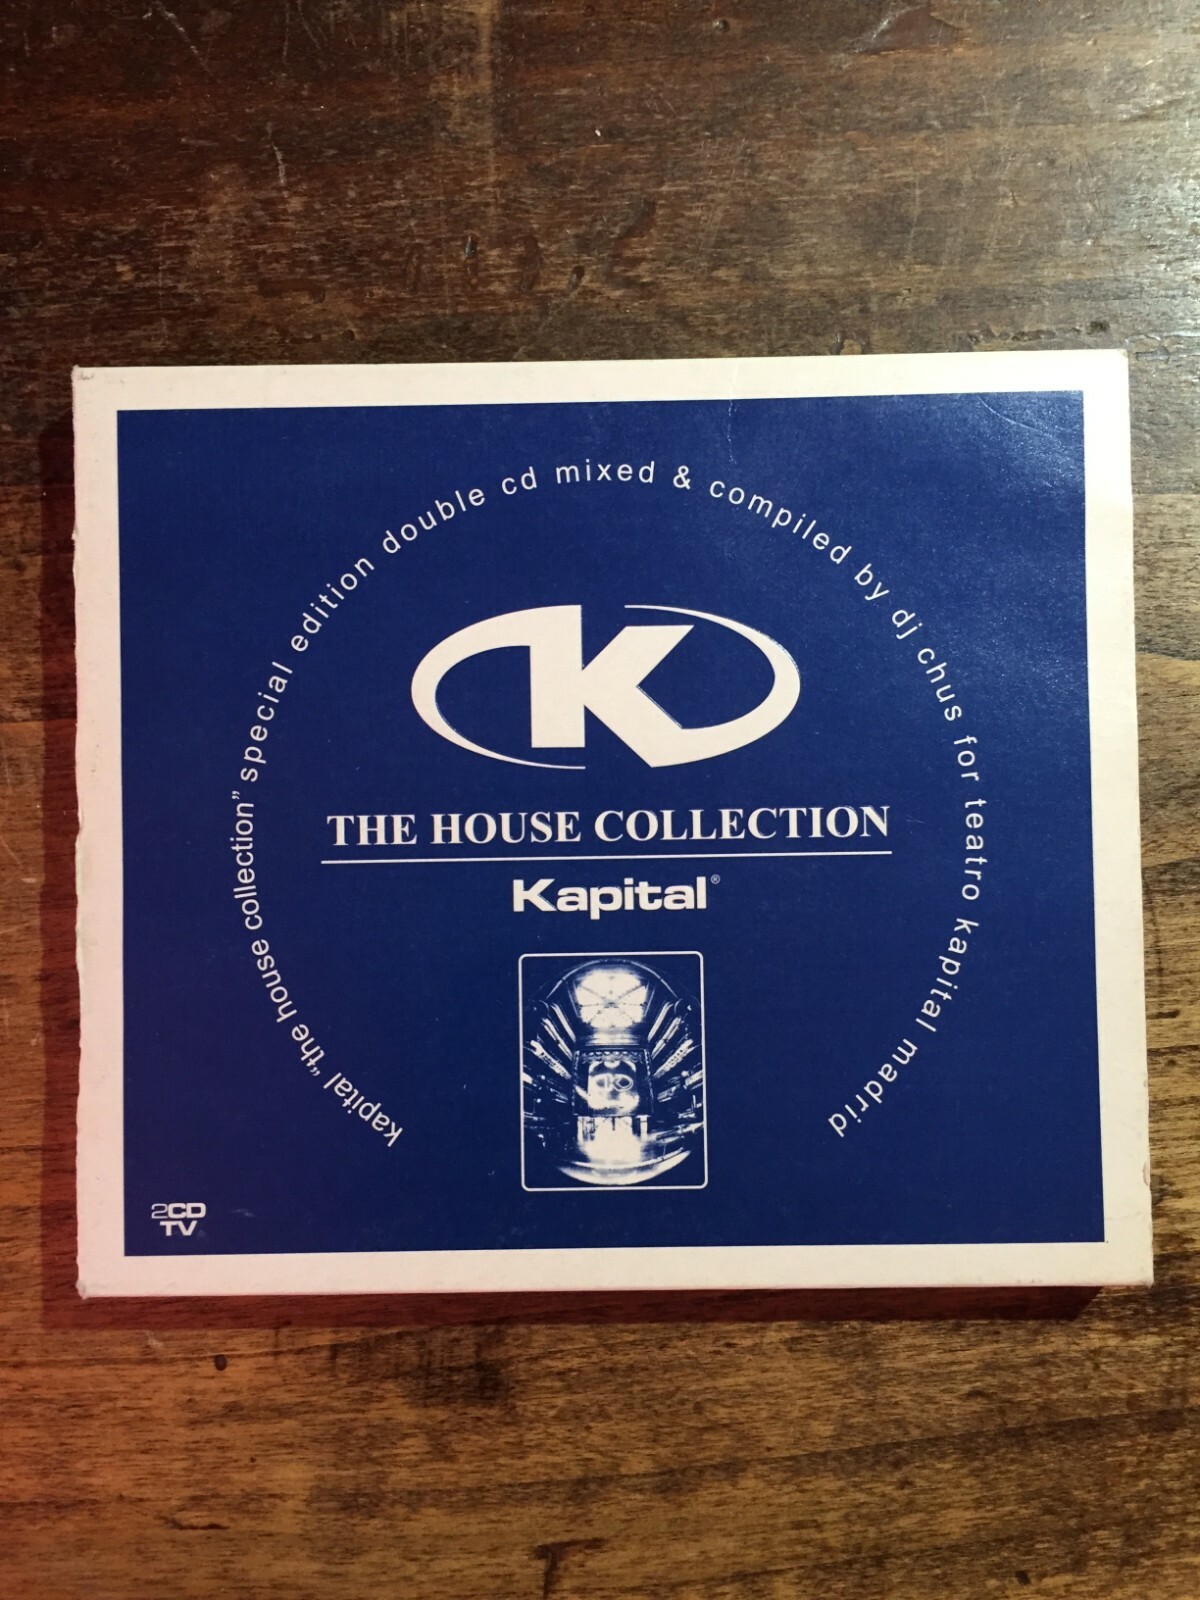 kapital "the house collection" special edition double cd mixed & compiled by dj chus for teatro kapital madrid
K
THE HOUSE COLLECTION
Kapital®
K
2CD
TV